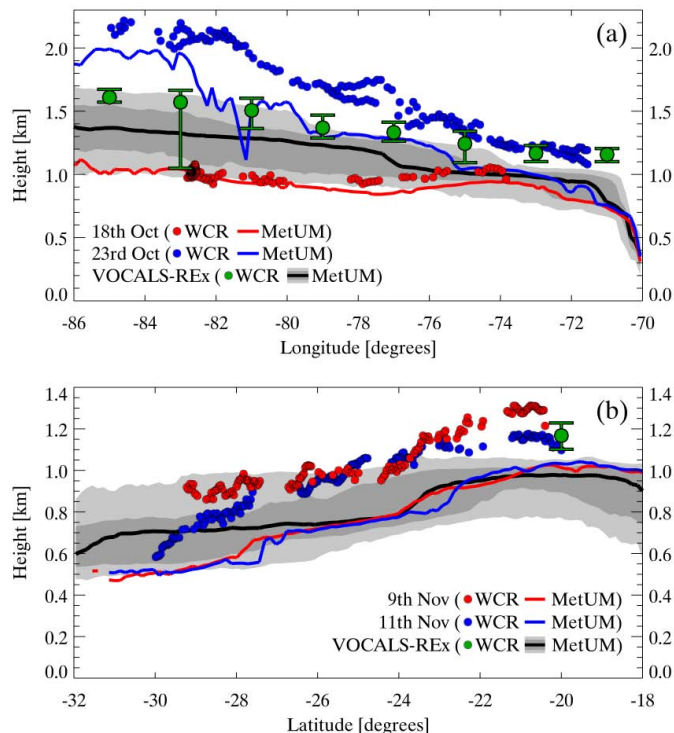 (a)
2.0 2.0
1.5 1.5
1.0 1.0
0.5 0.5
0.0 0.0
Height [km]
Height [km]
18th Oct ( WCR MetUM)
23rd Oct ( WCR MetUM)
VOCALS-REx ( WCR MetUM)
-86 -84 -82 -80 -78 -76 -74 -72 -70
Longitude [degrees]
(b)
1.4 1.4
1.2 1.2
1.0 1.0
0.8 0.8
0.6 0.6
0.4 0.4
0.2 0.2
0.0 0.0
Height [km]
Height [km]
9th Nov ( WCR MetUM)
11th Nov ( WCR MetUM)
VOCALS-REx ( WCR MetUM)
-32 -30 -28 -26 -24 -22 -20 -18
Latitude [degrees]